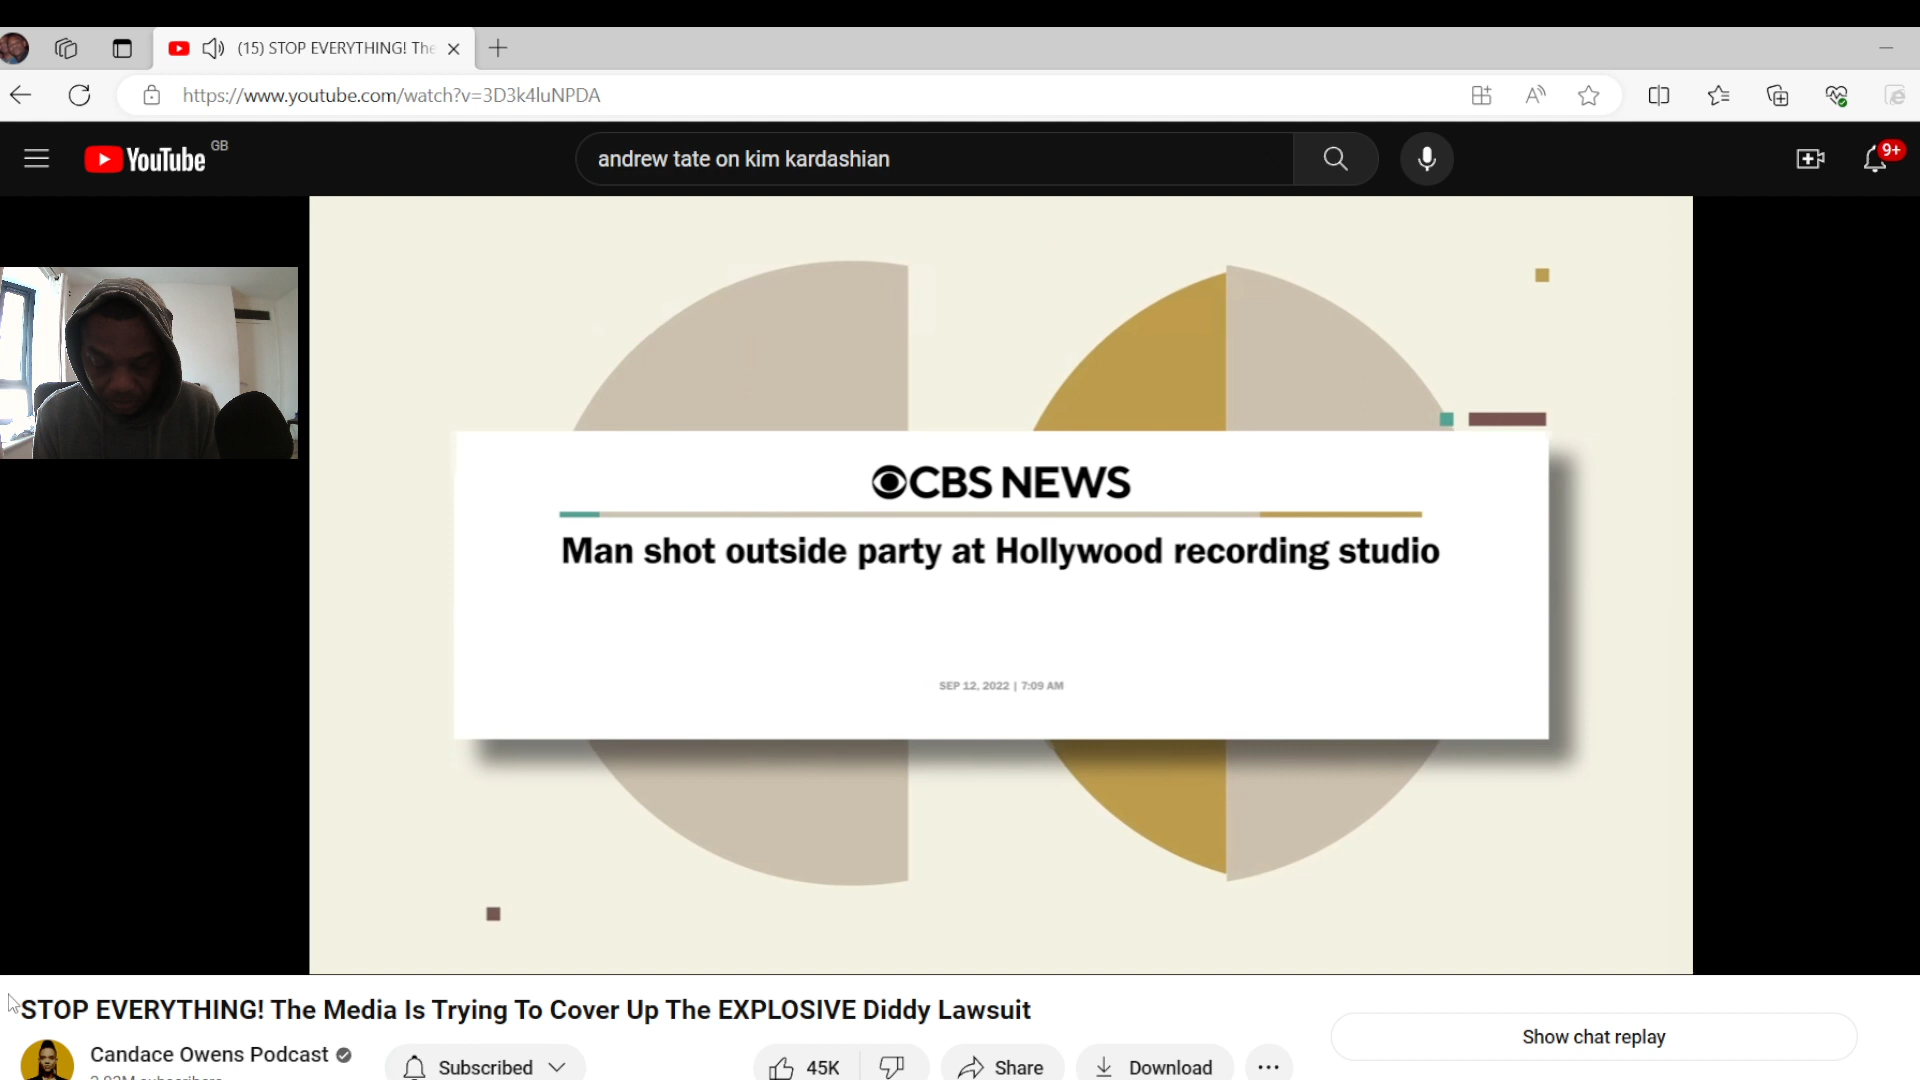 (15) STOP EVERYTHING! The
https://www.youtube.com/watch?v=3D3k4luNPDA
YouTube GB
andrew tate on kim kardashian
9+
CBS NEWS
Man shot outside party at Hollywood recording studio
SEP 12, 2022 | 7:09 AM
STOP EVERYTHING! The Media Is Trying To Cover Up The EXPLOSIVE Diddy Lawsuit
Show chat replay
Candace Owens Podcast
Subscribed
45K
Share
Download